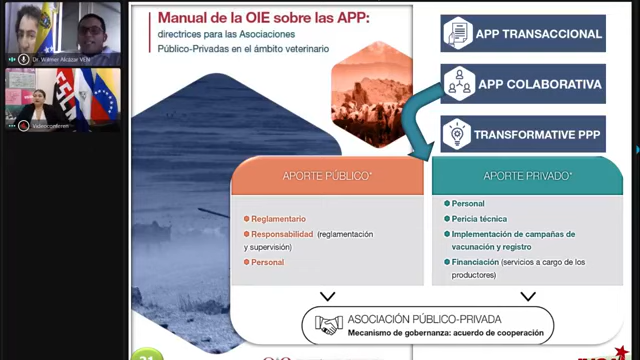 Manual de la OIE sobre las APP:
directrices para las Asociaciones
Público-Privadas en el ámbito veterinario
APP TRANSACCIONAL
APP COLABORATIVA
TRANSFORMATIVE PPP
Dr. Walmer Alcázar VEN
Videoconferen
APORTE PÚBLICO*
Reglamentario
Responsabilidad (reglamentación
y supervisión)
Personal
APORTE PRIVADO*
Personal
Pericia técnica
Implementación de campañas de
vacunación y registro
Financiación (servicios a cargo de los
productores)
ASOCIACIÓN PÚBLICO-PRIVADA
Mecanismo de gobernanza: acuerdo de cooperación